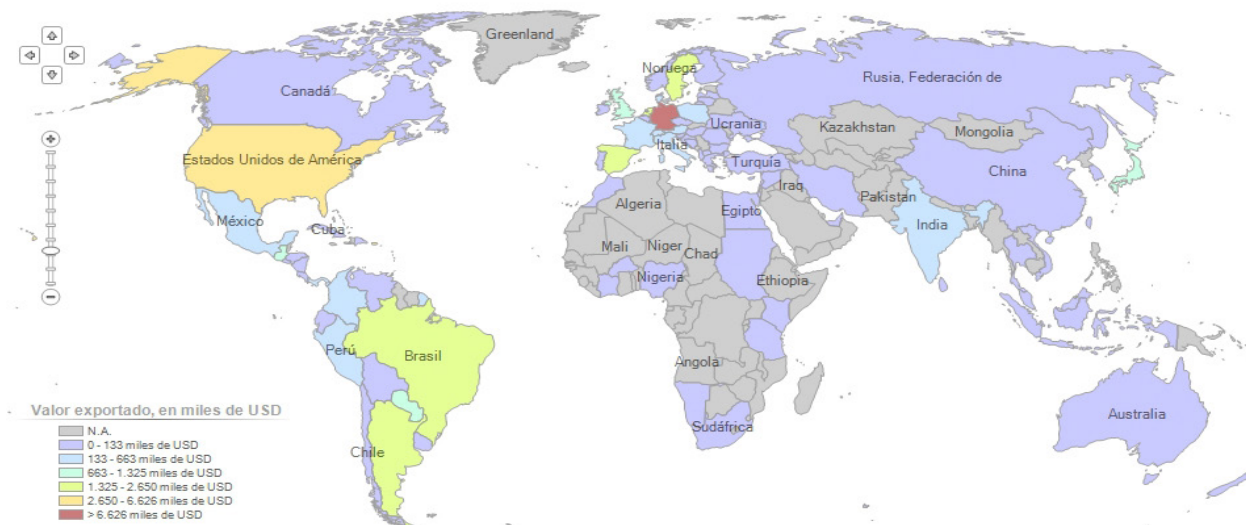 Greenland
Noruega
Rusia, Federación de
Canadá
Ucrania
Kazakhstan
Mongolia
Italia
Estados Unidos de América
Turquía
China
Iraq
Pakistan
Algeria
Egipto
México
India
Cuba
Mali
Niger
Chad
Nigeria
Ethiopia
Perú
Brasil
Angola
Australia
Sudáfrica
Chile
Valor exportado, en miles de USD
N.A.
0 - 133 miles de USD
133 - 663 miles de USD
663 - 1.325 miles de USD
1.325 - 2.650 miles de USD
2.650 - 6.626 miles de USD
> 6.626 miles de USD